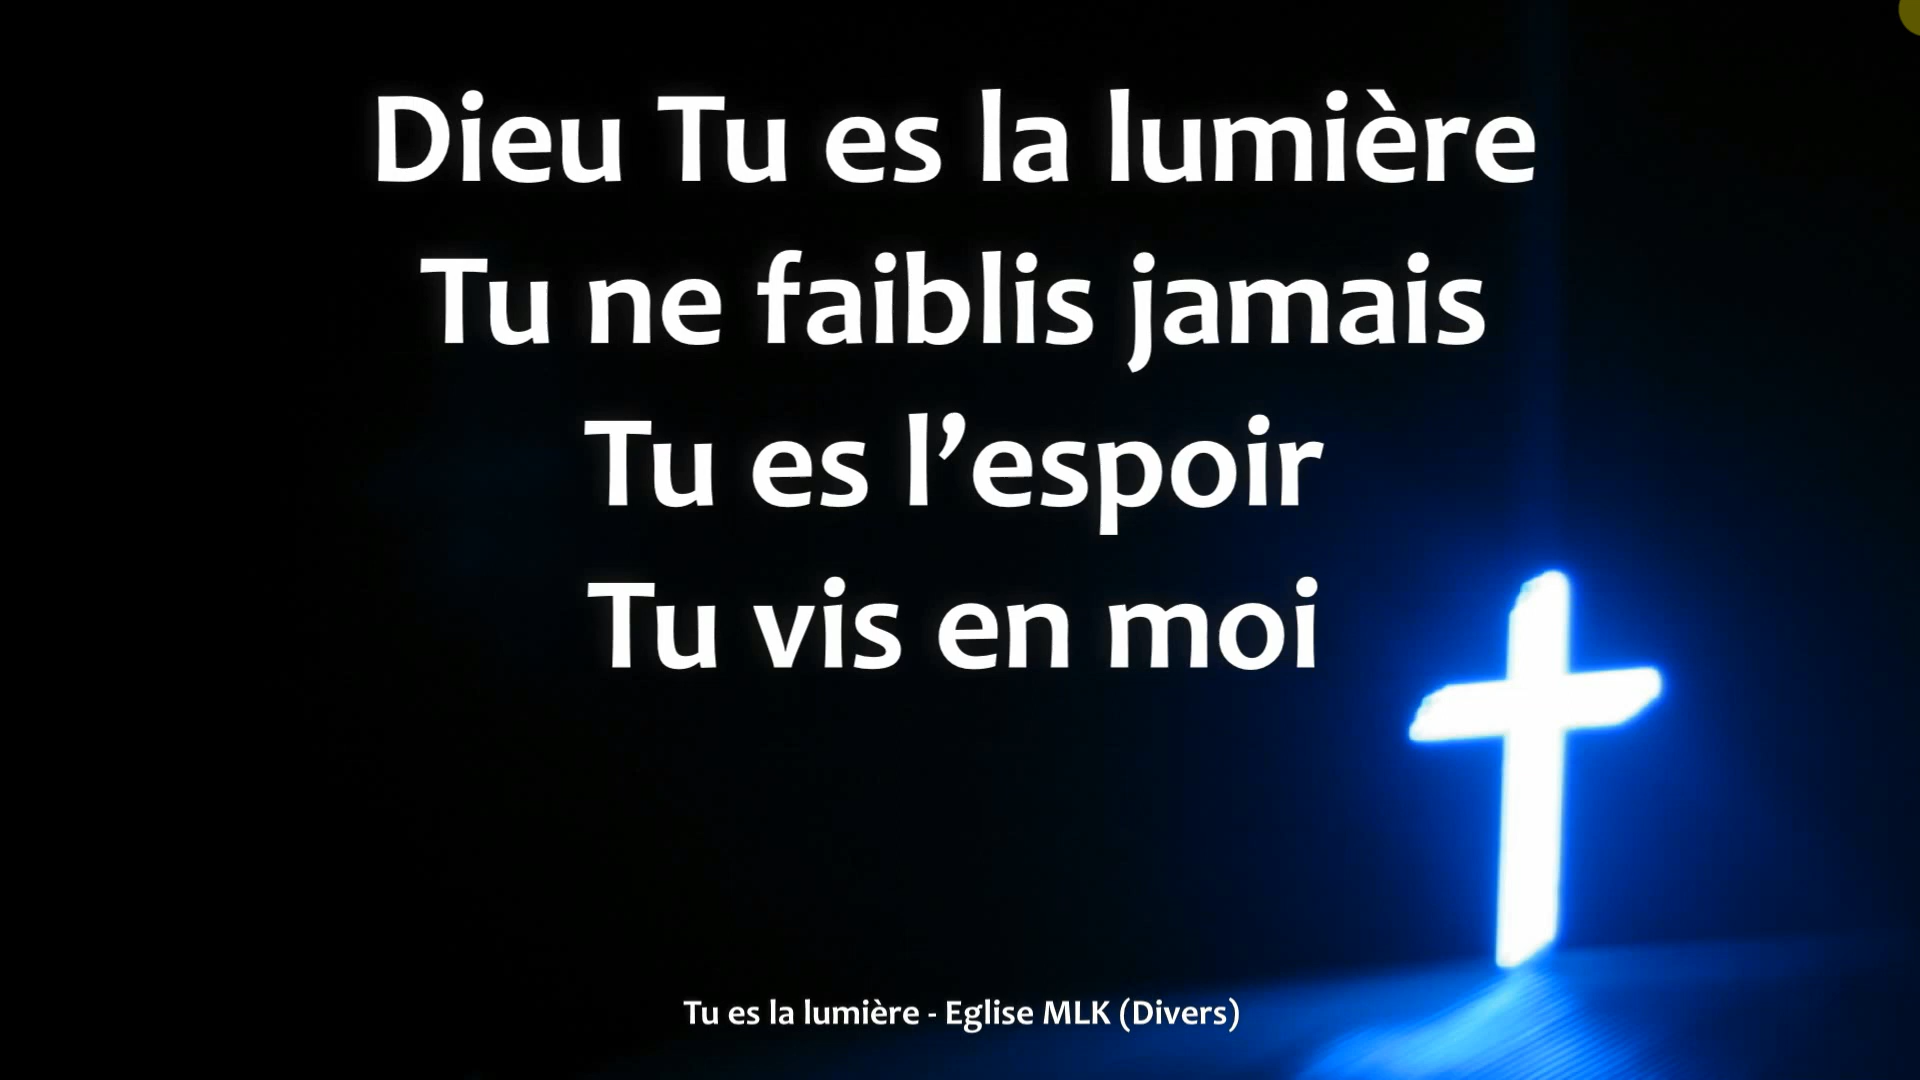 Dieu Tu es la lumière
Tu ne faiblis jamais
Tu es l’espoir
Tu vis en moi
Tu es la lumière - Eglise MLK (Divers)